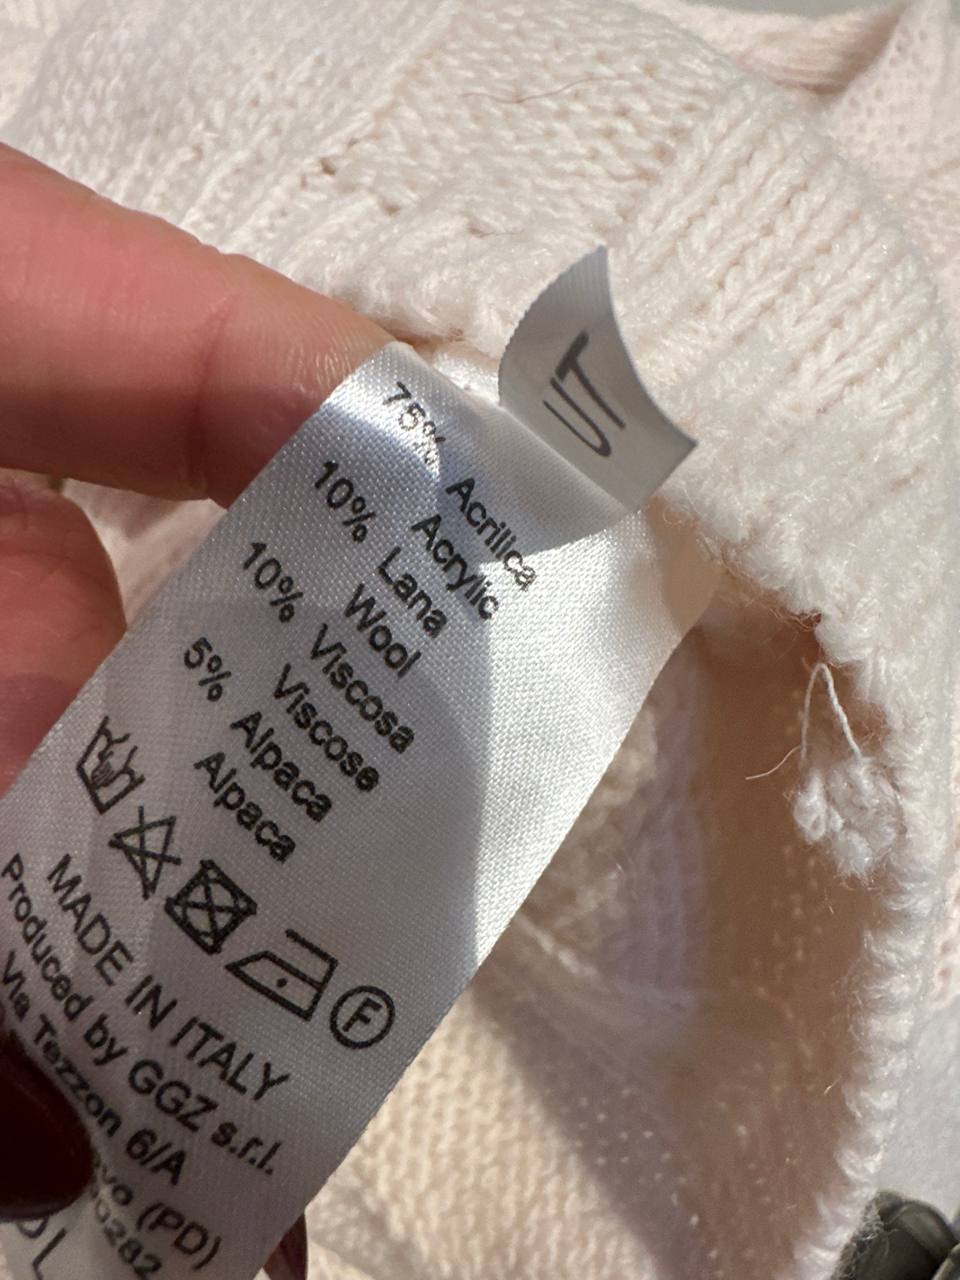 UT
75% Acrilica
Acrylic
10% Lana
Wool
10% Viscosa
Viscose
5% Alpaca
Alpaca
F
MADE IN ITALY
Produced by GGZ s.r.l.
Via Tezzon 6/A
(PD)